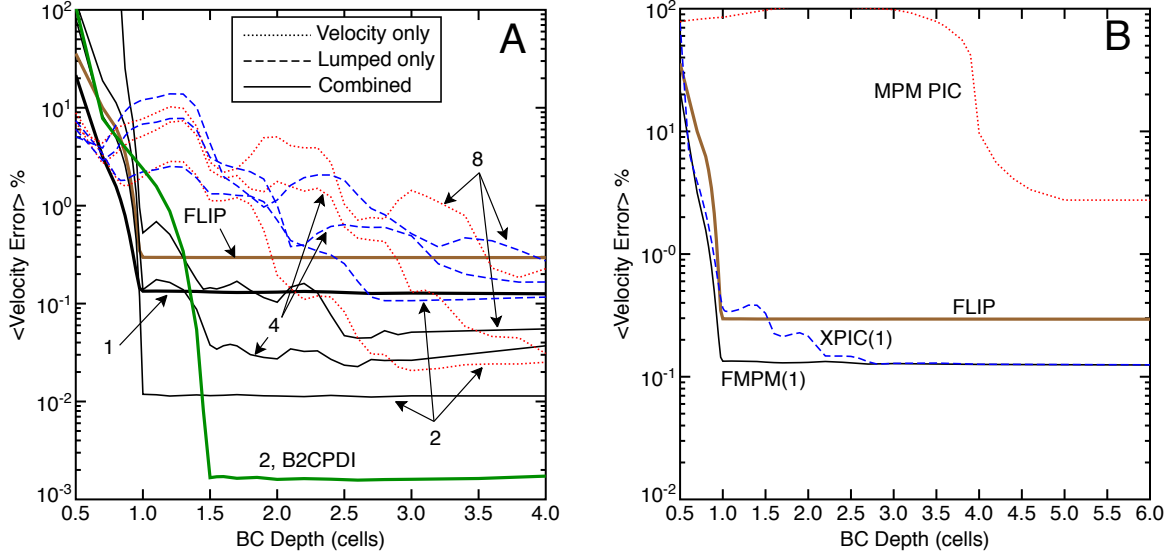 A
Velocity only
Lumped only
Combined
<Velocity Error> %
10^2
10^1
10^0
10^-1
10^-2
10^-3
FLIP
8
1
4
2
2, B2CPDI
0.5 1.0 1.5 2.0 2.5 3.0 3.5 4.0
BC Depth (cells)
B
<Velocity Error> %
10^2
10^1
10^0
10^-1
10^-2
MPM PIC
FLIP
XPIC(1)
FMPM(1)
0.5 1.0 1.5 2.0 2.5 3.0 3.5 4.0 4.5 5.0 5.5 6.0
BC Depth (cells)